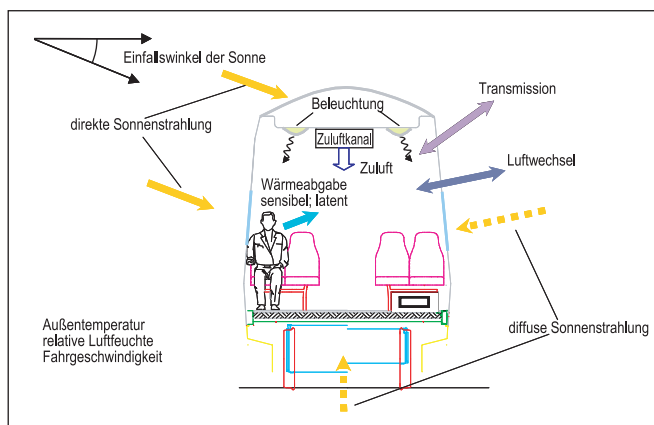 Einfallswinkel der Sonne
Beleuchtung
Transmission
direkte Sonnenstrahlung
Zuluftkanal
Zuluft
Luftwechsel
Wärmeabgabe
sensibel; latent
Außentemperatur
relative Luftfeuchte
Fahrgeschwindigkeit
diffuse Sonnenstrahlung